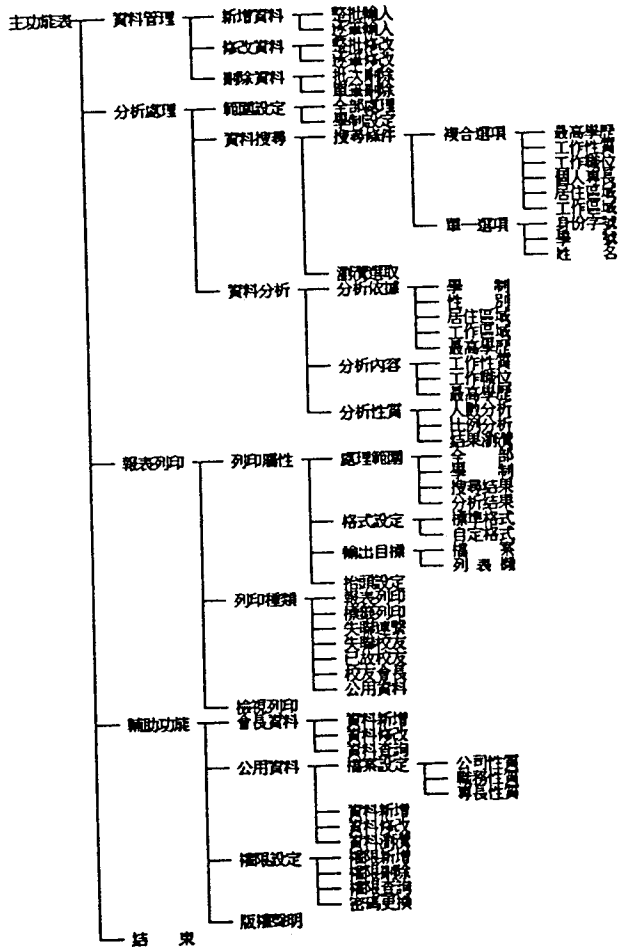 主功能表 資料管理 新增資料 整批輸入
逐筆輸入
修改資料 整批修改
逐筆修改
刪除資料 批次刪除
單筆刪除
分析處理 範圍設定 全部處理
學制設定
資料搜尋 搜尋條件 複合選項 最高學歷
工作性質
工作職位
個人專長
居住區域
工作區域
單一選項 身份字號
學 號
姓 名
瀏覽選取
資料分析 分析依據 學 制
性 別
居住區域
工作區域
最高學歷
分析內容 工作性質
工作職位
最高學歷
分析性質 人數分析
比例分析
結果瀏覽
報表列印 列印屬性 處理範圍 全 部
學 制
搜尋結果
分析結果
格式設定 標準格式
自定格式
輸出目標 檔 案
列 表 機
抬頭設定
列印種類 報表列印
標籤列印
失聯連繫
失聯校友
已故校友
校友會長
公用資料
檢視列印
輔助功能 會長資料 資料新增
資料修改
資料查詢
公用資料 檔案設定 公司性質
職務性質
專長性質
資料新增
資料修改
資料瀏覽
權限設定 權限新增
權限刪除
權限查詢
密碼更換
版權聲明
結 束